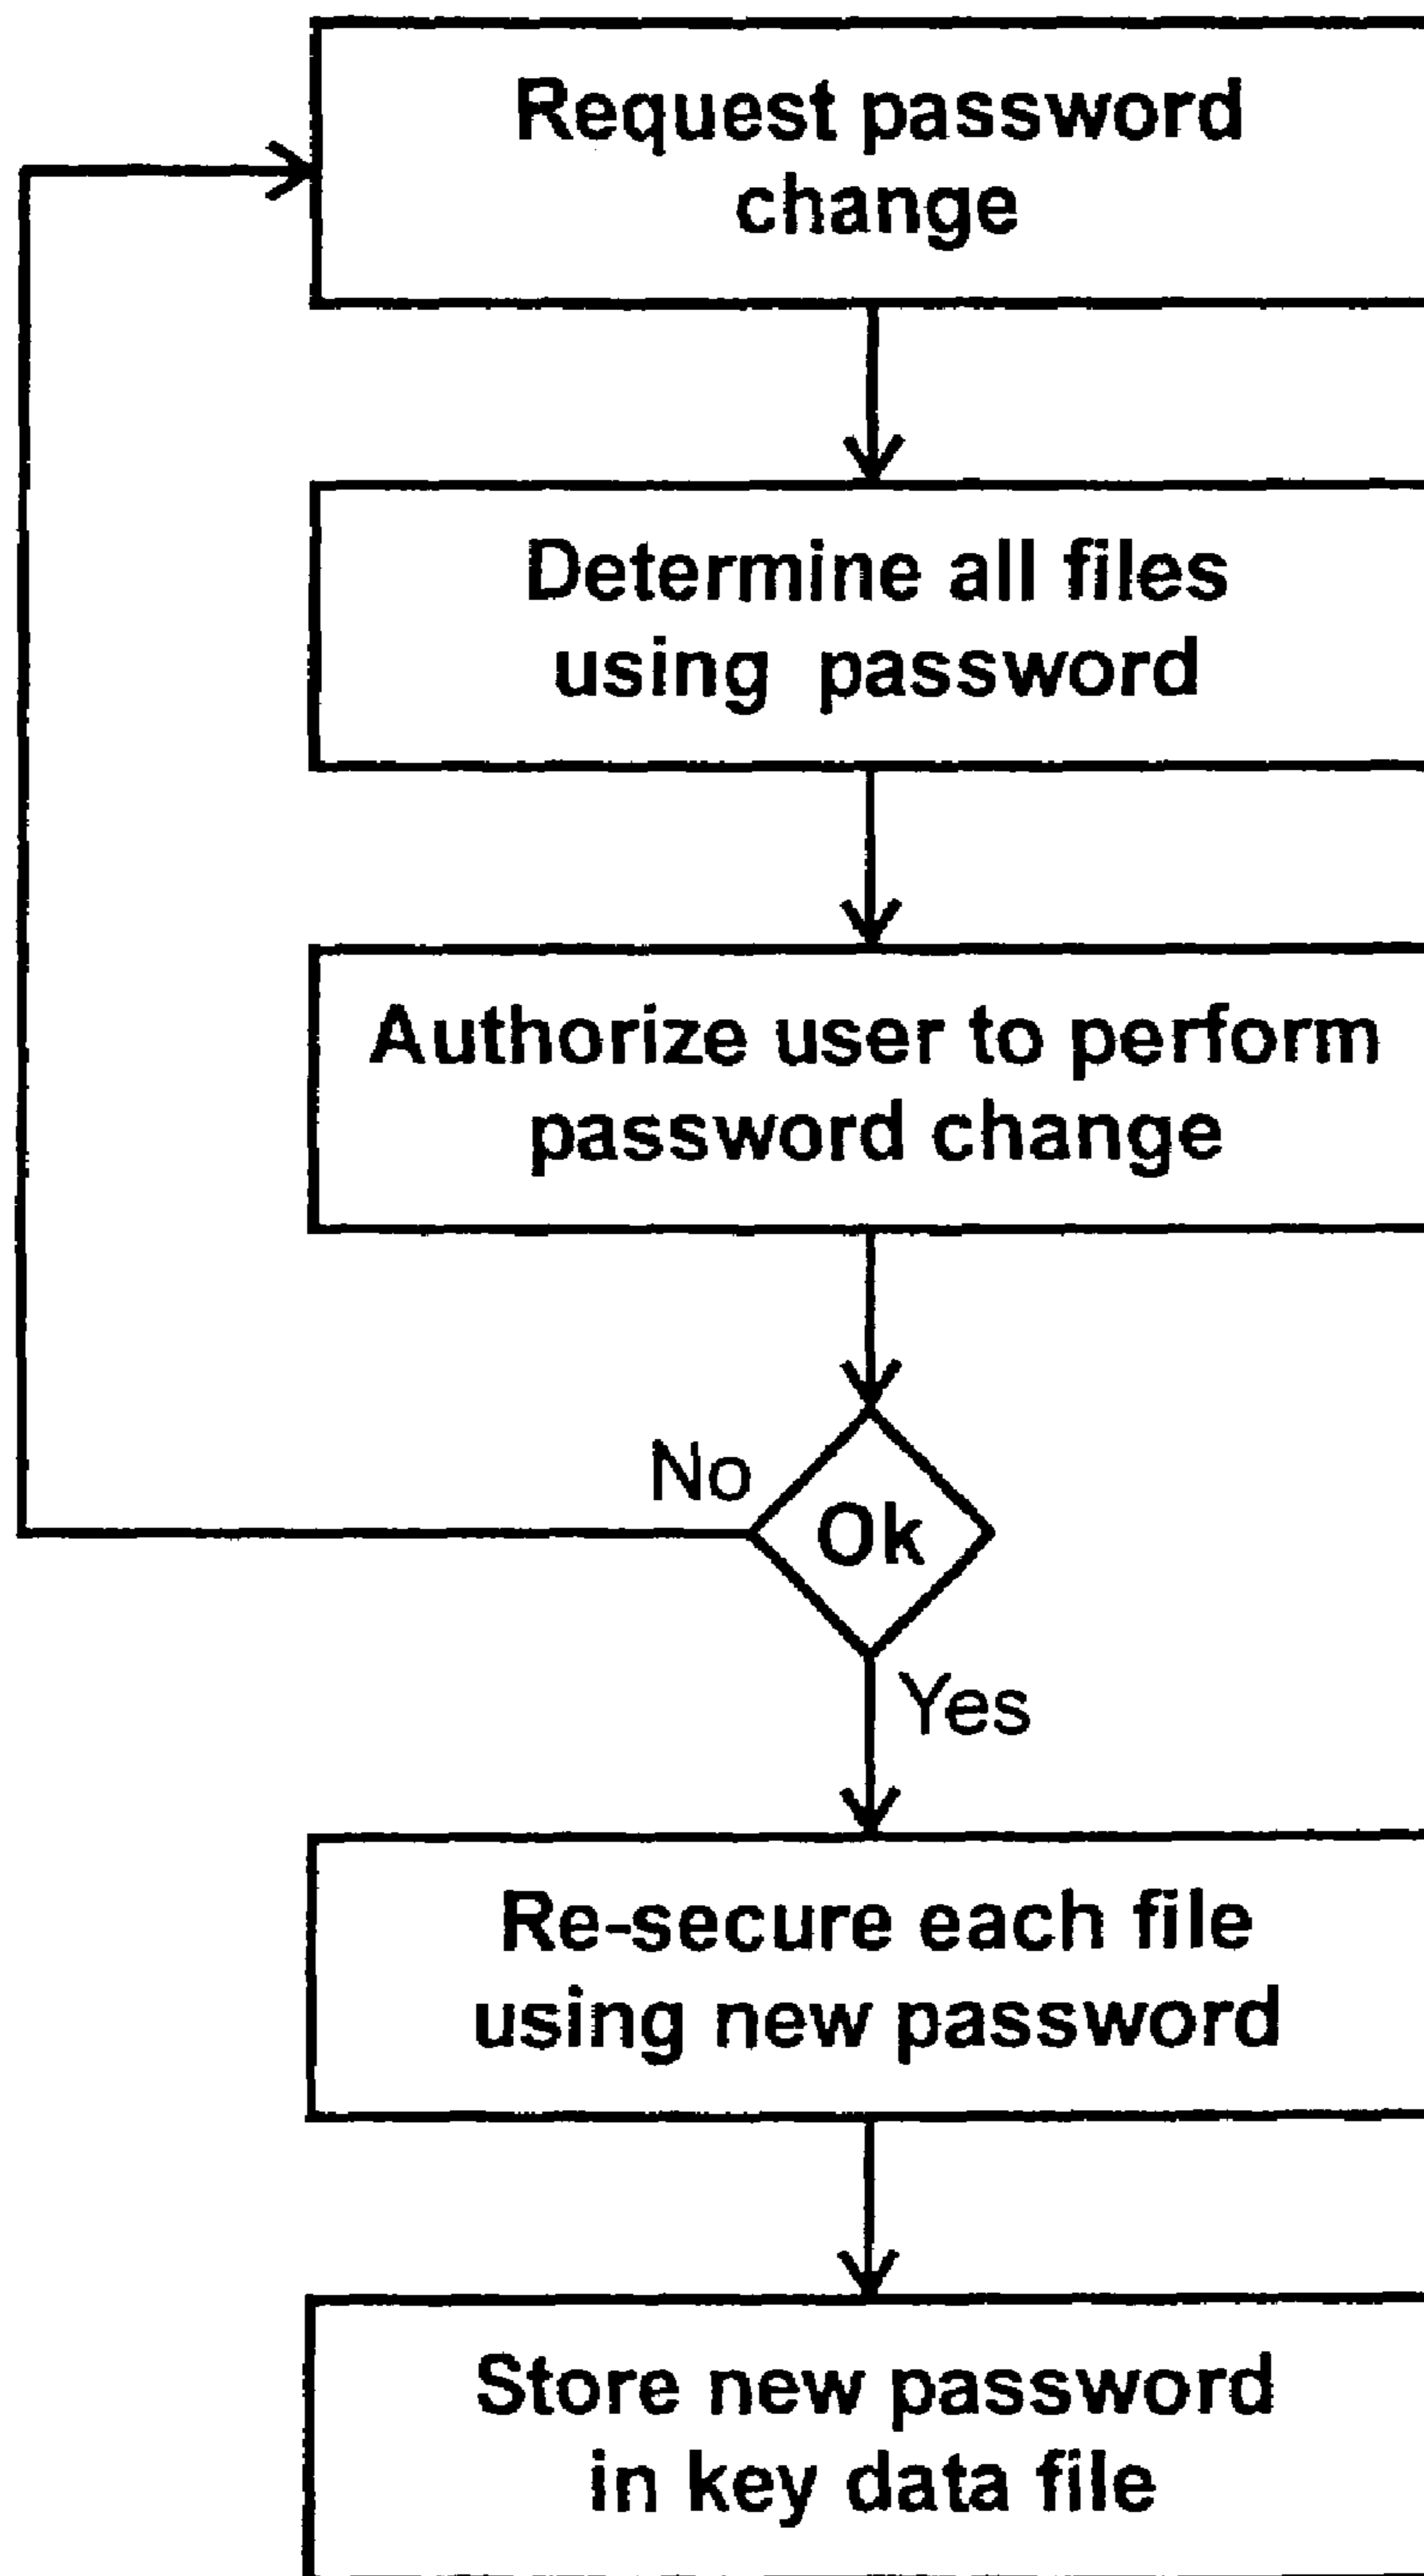 Request password
change
Determine all files
using password
Authorize user to perform
password change
No
Ok
Yes
Re-secure each file
using new password
Store new password
in key data file